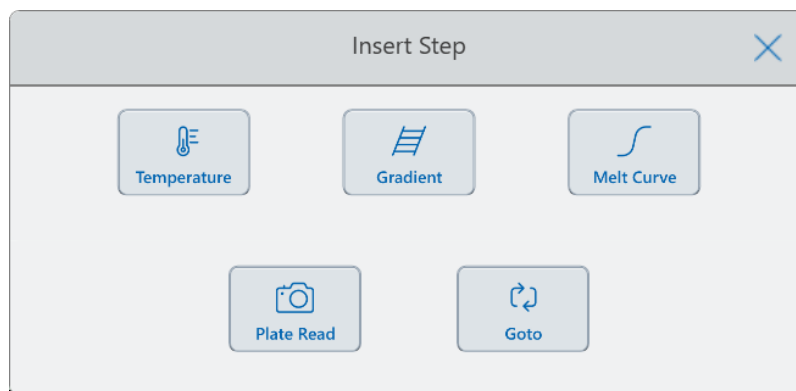 Insert Step
Temperature
Gradient
Melt Curve
Plate Read
Goto